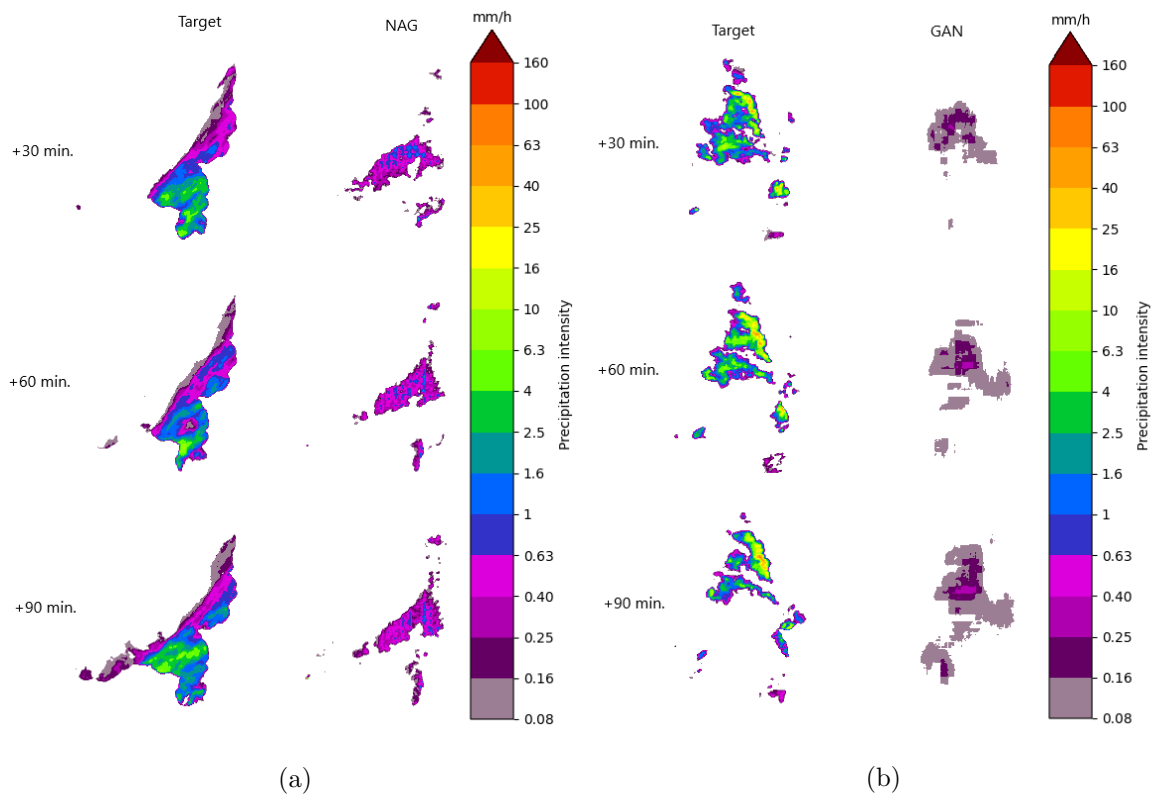 Target
NAG
mm/h
+30 min.
+60 min.
+90 min.
160
100
63
40
25
16
10
6.3
4
2.5
1.6
1
0.63
0.40
0.25
0.16
0.08
Precipitation intensity
(a)
Target
GAN
mm/h
+30 min.
+60 min.
+90 min.
160
100
63
40
25
16
10
6.3
4
2.5
1.6
1
0.63
0.40
0.25
0.16
0.08
Precipitation intensity
(b)